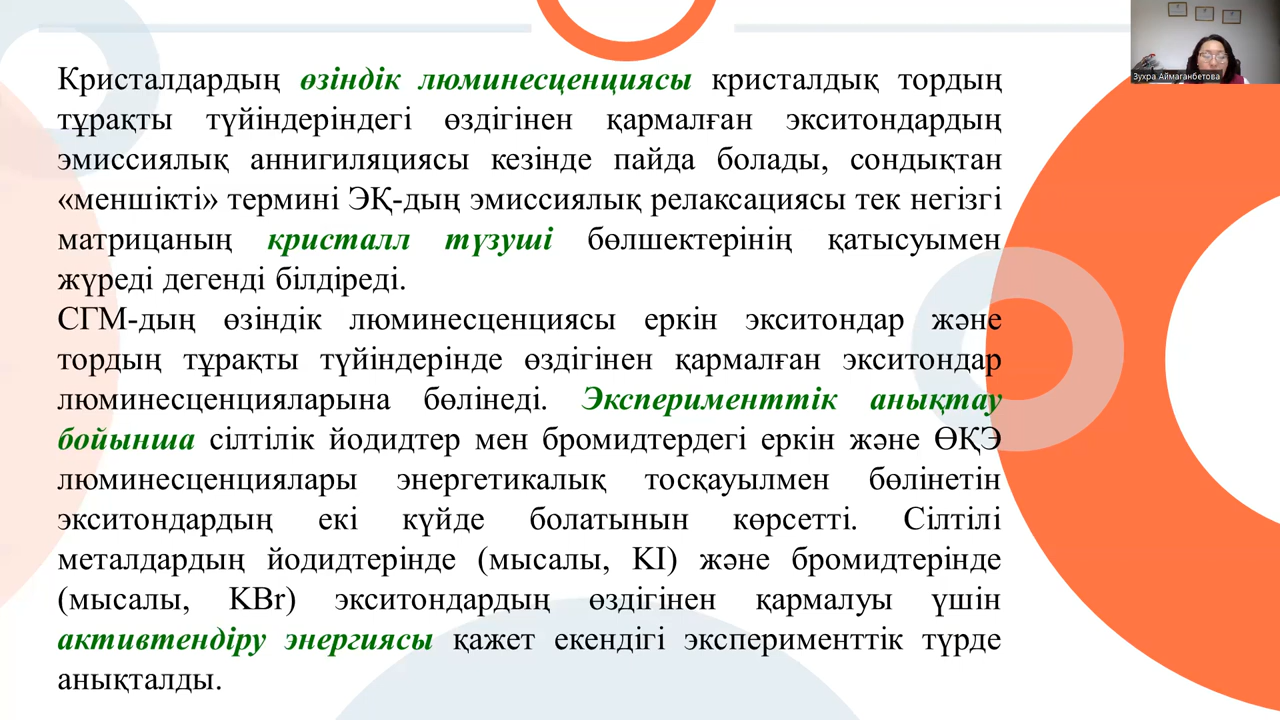 Кристалдардың өзіндік люминесценциясы кристалдық тордың
тұрақты түйіндеріндегі өздігінен қармалған экситондардың
эмиссиялық аннигиляциясы кезінде пайда болады, сондықтан
«меншікті» термині ЭҚ-дың эмиссиялық релаксациясы тек негізгі
матрицаның кристалл түзуші бөлшектерінің қатысуымен
жүреді дегенді білдіреді.
СГМ-дың өзіндік люминесценциясы еркін экситондар және
тордың тұрақты түйіндерінде өздігінен қармалған экситондар
люминесценцияларына бөлінеді. Эксперименттік анықтау
бойынша сілтілік йодидтер мен бромидтердегі еркін және ӨҚЭ
люминесценциялары энергетикалық тосқауылмен бөлінетін
экситондардың екі күйде болатынын көрсетті. Сілтілі
металдардың йодидтерінде (мысалы, KI) және бромидтерінде
(мысалы, KBr) экситондардың өздігінен қармалуы үшін
активтендіру энергиясы қажет екендігі эксперименттік түрде
анықталды.
Зухра Аймаганбетова